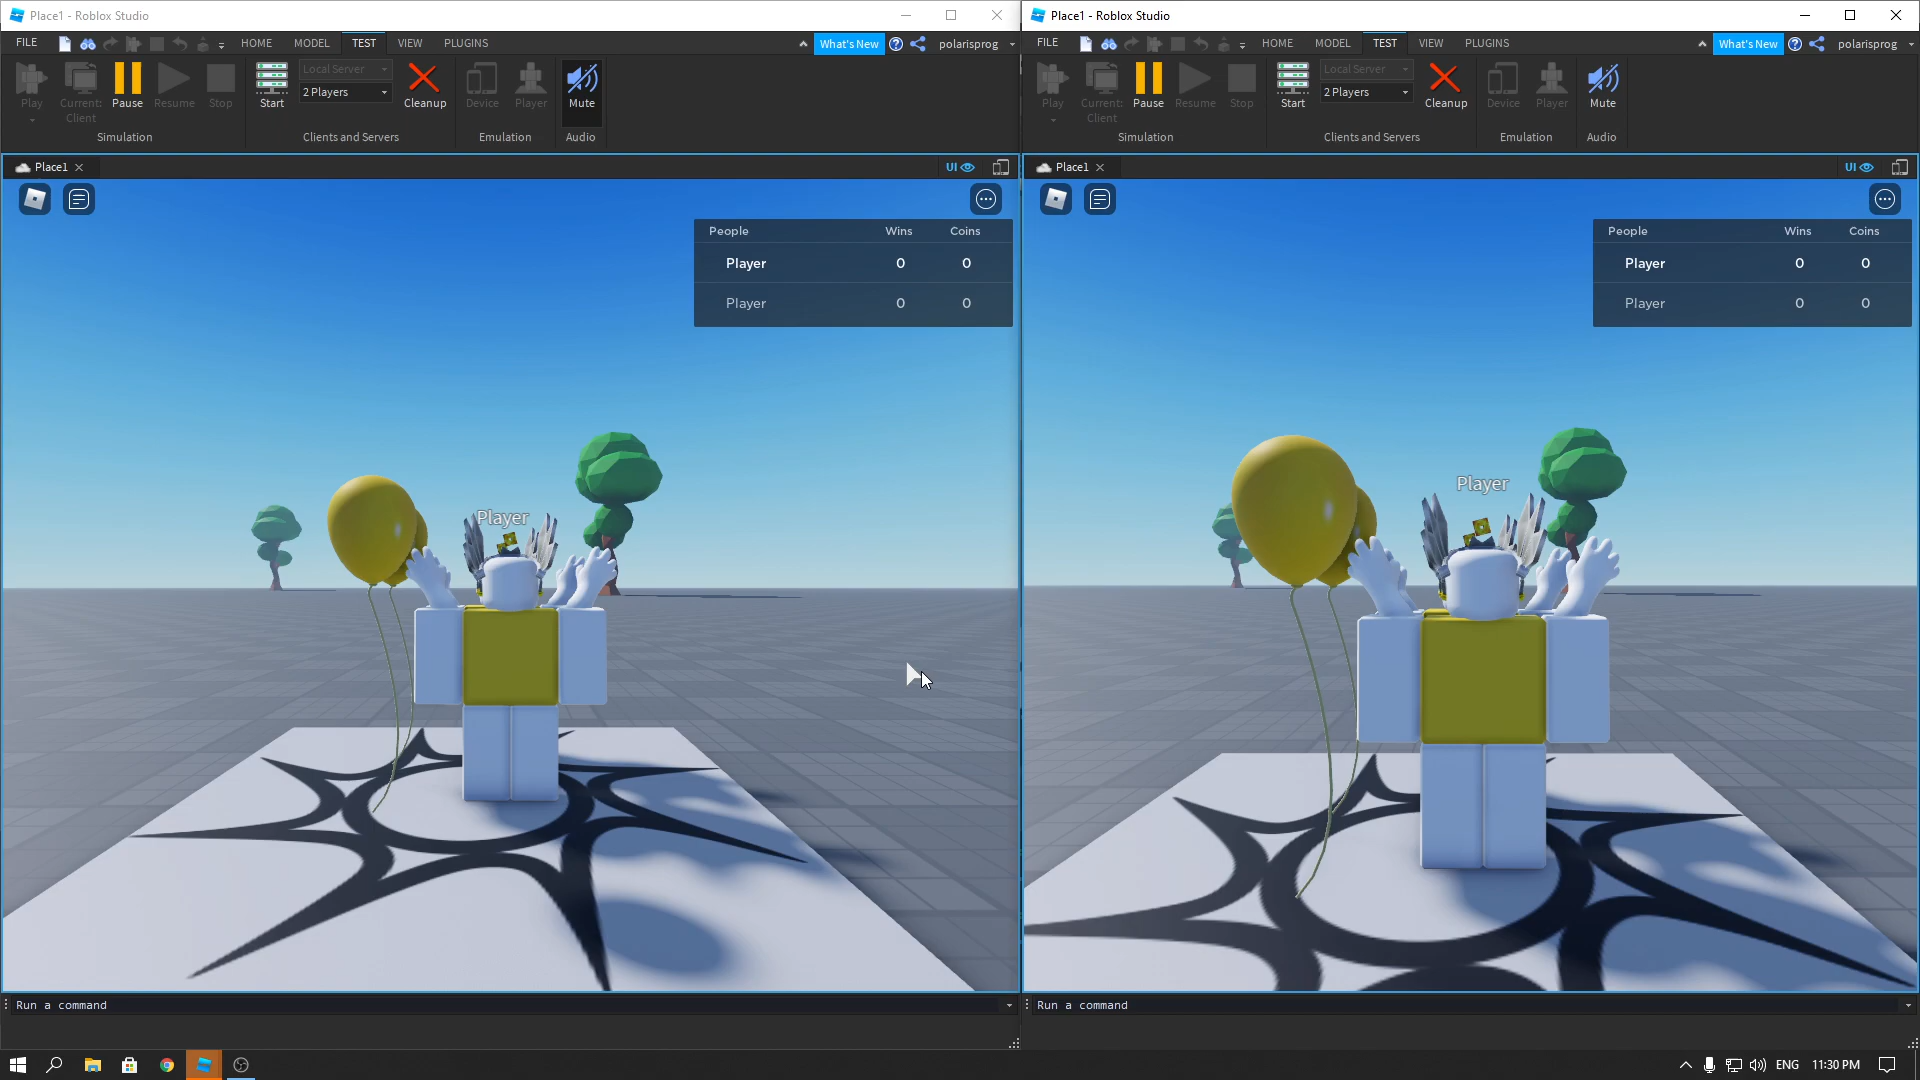 Place1 - Roblox Studio
FILE HOME MODEL TEST VIEW PLUGINS What's New polarisprog
Play Current: Client Pause Resume Stop Start Local Server 2 Players Cleanup Device Player Mute
Simulation Clients and Servers Emulation Audio
Place1 UI
People Wins Coins
Player 0 0
Player 0 0
Player
Run a command
Place1 - Roblox Studio
FILE HOME MODEL TEST VIEW PLUGINS What's New polarisprog
Play Current: Client Pause Resume Stop Start Local Server 2 Players Cleanup Device Player Mute
Simulation Clients and Servers Emulation Audio
Place1 UI
People Wins Coins
Player 0 0
Player 0 0
Player
Run a command
ENG 11:30 PM